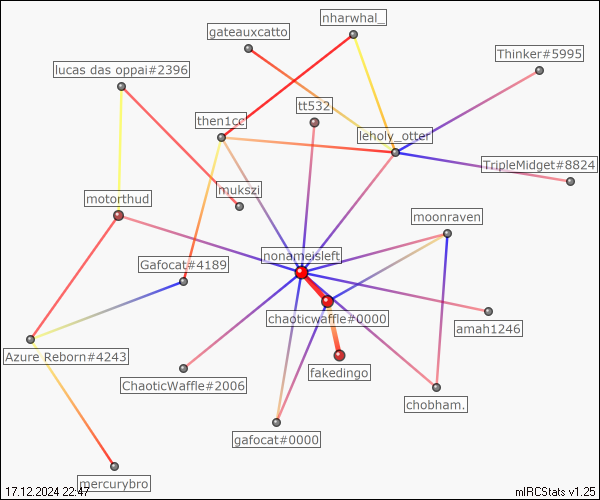 nharwhal_
gateauxcatto
Thinker#5995
lucas das oppai#2396
tt532
then1cc
leholy_otter
TripleMidget#8824
mukszi
motorthud
moonraven
nonameisleft
Gafocat#4189
chaoticwaffle#0000
amah1246
Azure Reborn#4243
fakedingo
ChaoticWaffle#2006
chobham.
gafocat#0000
mercurybro
17.12.2024 22:47
mIRCStats v1.25